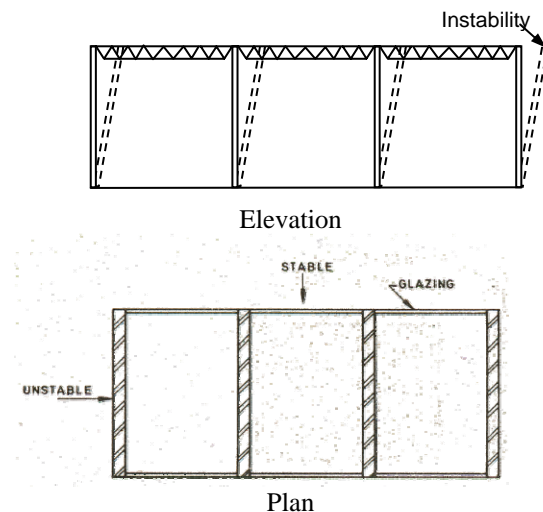 Instability
Elevation
STABLE
GLAZING
UNSTABLE
Plan